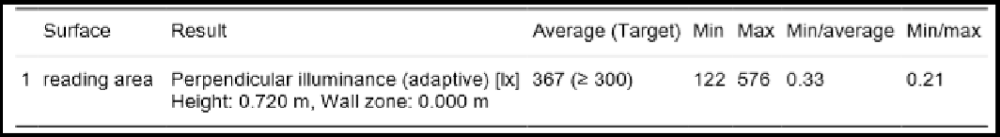 Surface Result Average (Target) Min Max Min/average Min/max
1 reading area Perpendicular illuminance (adaptive) [lx] 367 (≥ 300) 122 576 0.33 0.21
Height: 0.720 m, Wall zone: 0.000 m